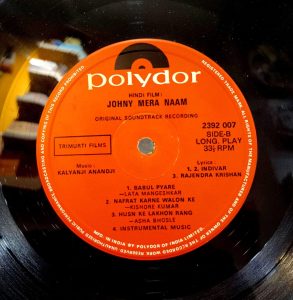 polydor
HINDI FILM:
JOHNY MERA NAAM
ORIGINAL SOUNDTRACK RECORDING
2392 007
SIDE-B
LONG. PLAY
33⅓ RPM
TRIMURTI FILMS
Music:
KALYANJI ANANDJI
Lyrics:
1. 2, INDIVAR
3. RAJENDRA KRISHAN
1. BABUL PYARE
–LATA MANGESHKAR
2. NAFRAT KARNE WALON KE
–KISHORE KUMAR
3. HUSN KE LAKHON RANG
–ASHA BHOSLE
4. INSTRUMENTAL MUSIC